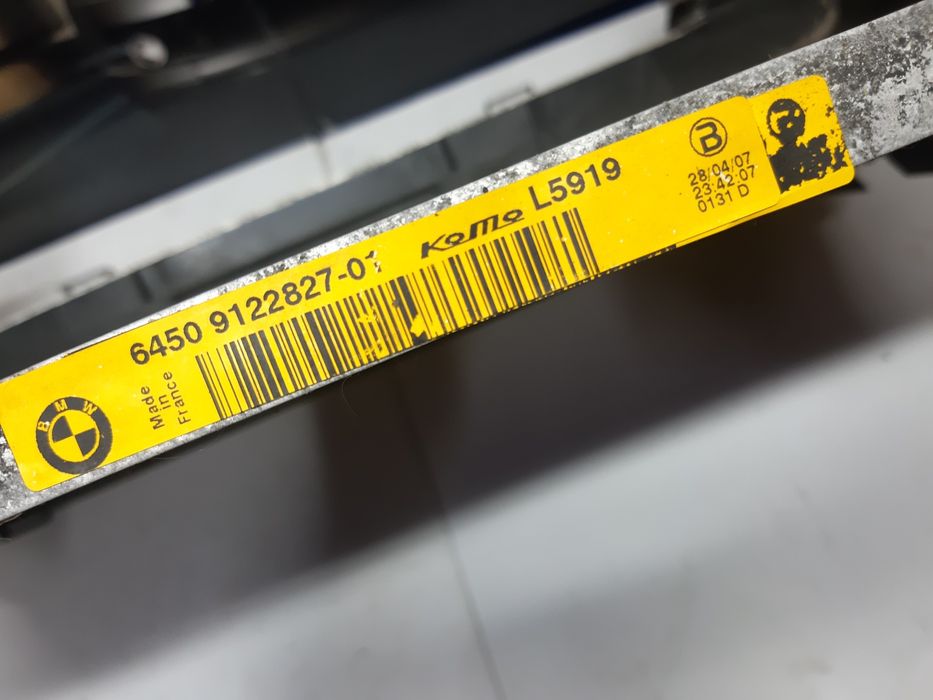 6450 9122827-01 KoMo L5919
B
28/04/07
23:42:07
0131 D
Made
in
France
BMW